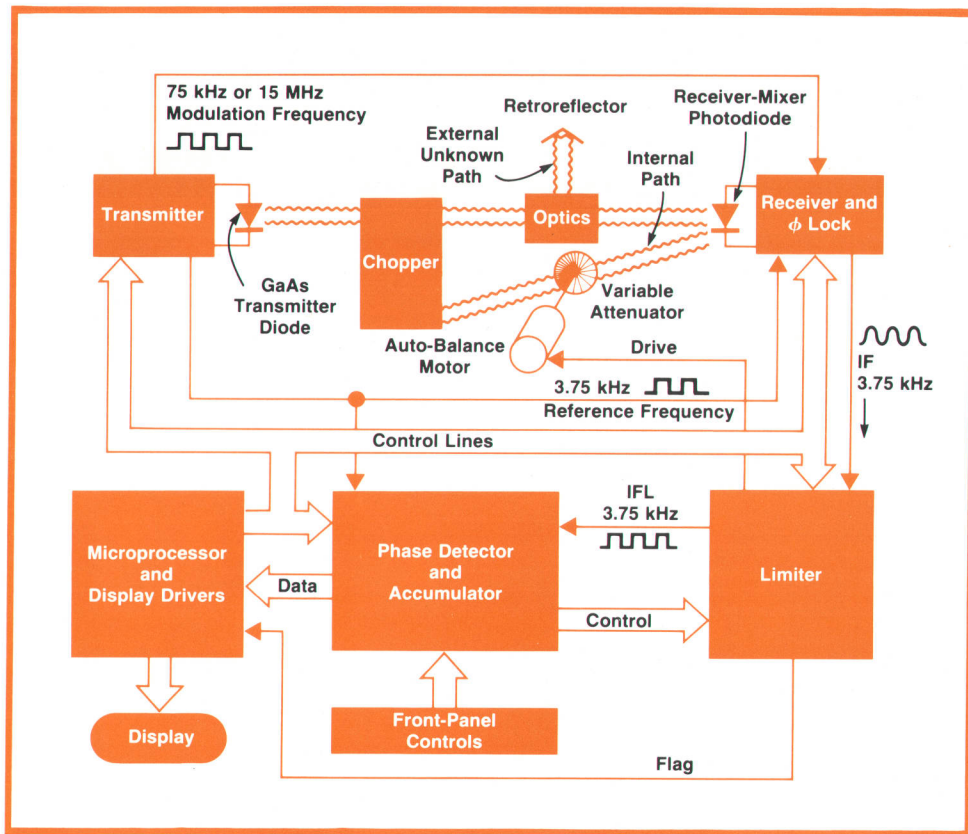 75 kHz or 15 MHz
Modulation Frequency
Retroreflector
Receiver-Mixer
Photodiode
External
Unknown
Path
Internal
Path
Transmitter
Optics
Receiver and
ϕ Lock
Chopper
GaAs
Transmitter
Diode
Variable
Attenuator
Auto-Balance
Motor
Drive
IF
3.75 kHz
3.75 kHz
Reference Frequency
Control Lines
IFL
3.75 kHz
Microprocessor
and
Display Drivers
Phase Detector
and
Accumulator
Limiter
Data
Control
Display
Front-Panel
Controls
Flag